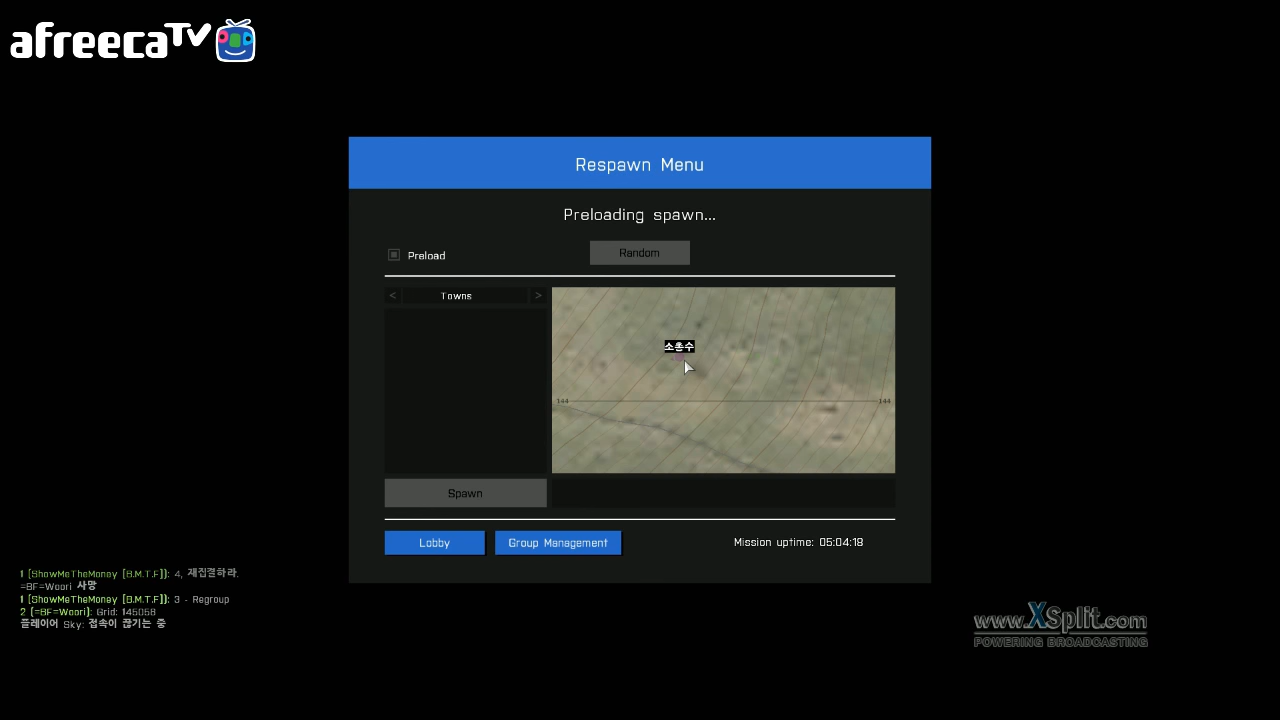 afreecaTV
Respawn Menu
Preloading spawn...
Preload
Random
< Towns >
소총수
144 144
Spawn
Lobby
Group Management
Mission uptime: 05:04:18
1 (ShowMeTheMoney [B.M.T.F]): 4, 재집결하라.
=BF=Woori 사망
1 (ShowMeTheMoney [B.M.T.F]): 3 - Regroup
2 (=BF=Woori): Grid: 145058
플레이어 Sky: 접속이 끊기는 중
www.XSplit.com
POWERING BROADCASTING